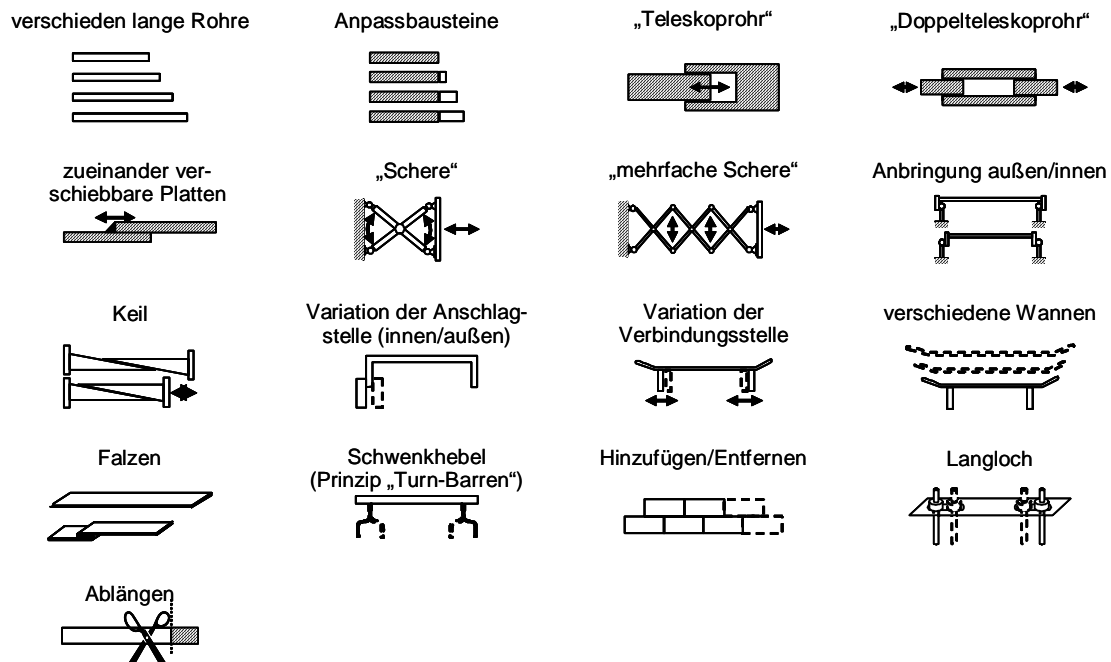 verschieden lange Rohre
Anpassbausteine
„Teleskoprohr“
„Doppelteleskoprohr“
zueinander ver-
schiebbare Platten
„Schere“
„mehrfache Schere“
Anbringung außen/innen
Keil
Variation der Anschlag-
stelle (innen/außen)
Variation der
Verbindungsstelle
verschiedene Wannen
Falzen
Schwenkhebel
(Prinzip „Turn-Barren“)
Hinzufügen/Entfernen
Langloch
Ablängen